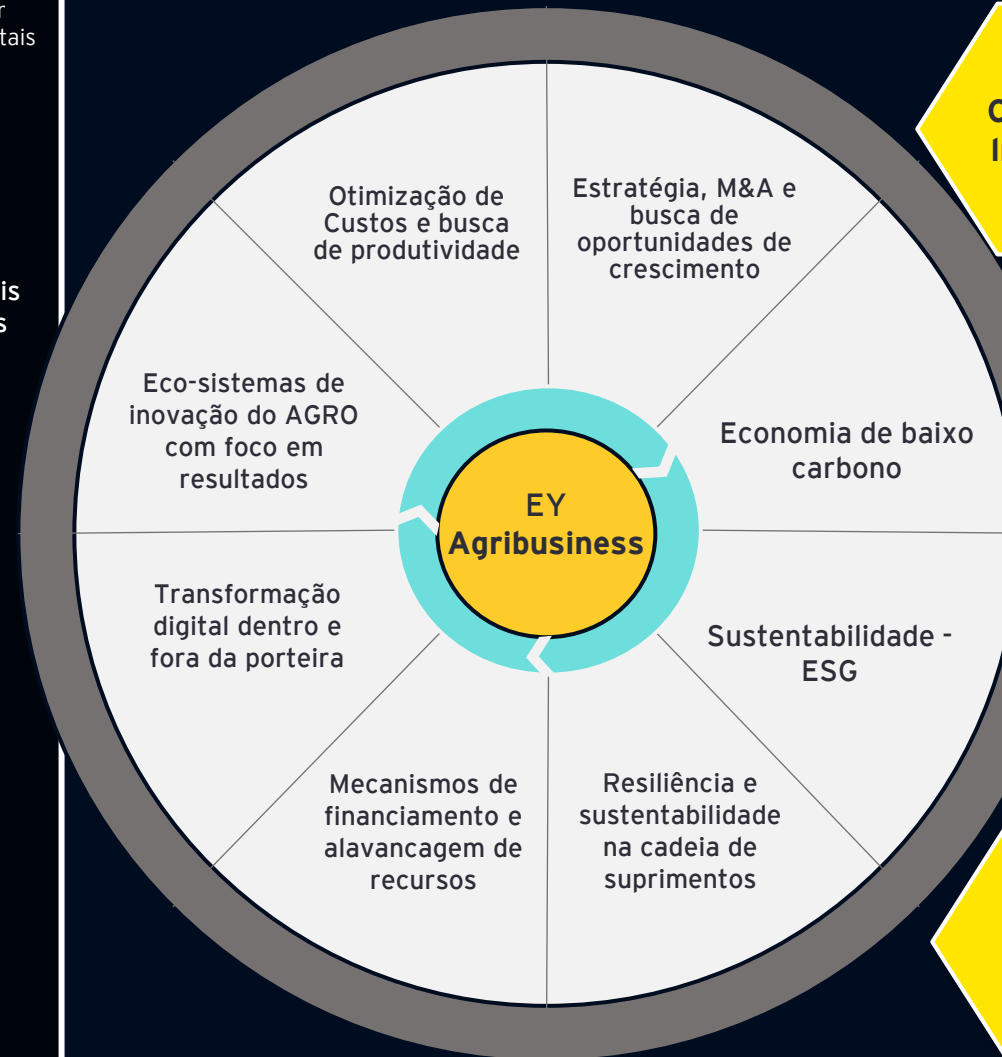 Otimização de
Custos e busca
de produtividade
Estratégia, M&A e
busca de
oportunidades de
crescimento
Eco-sistemas de
inovação do AGRO
com foco em
resultados
Economia de baixo
carbono
EY
Agribusiness
Transformação
digital dentro e
fora da porteira
Sustentabilidade -
ESG
Mecanismos de
financiamento e
alavancagem de
recursos
Resiliência e
sustentabilidade
na cadeia de
suprimentos